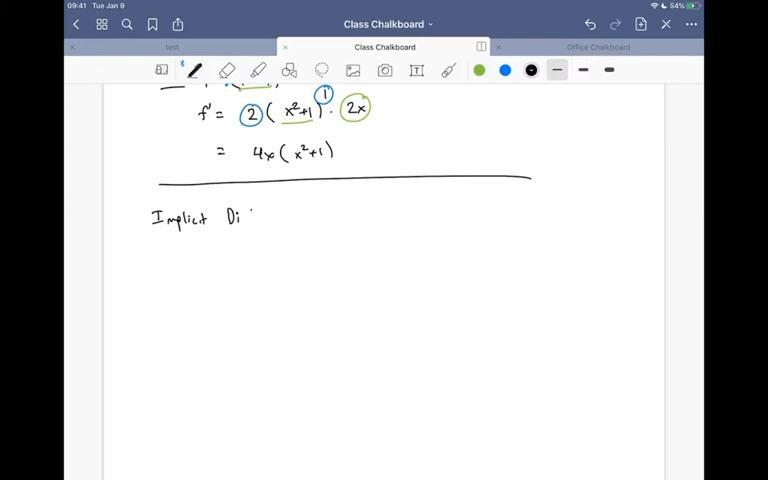 09:41 Tue Jan 9
54%
Class Chalkboard
test
Class Chalkboard
Office Chalkboard
f' = 2 ( x²+1 )¹ · 2x
= 4x ( x²+1 )
Implicit Di